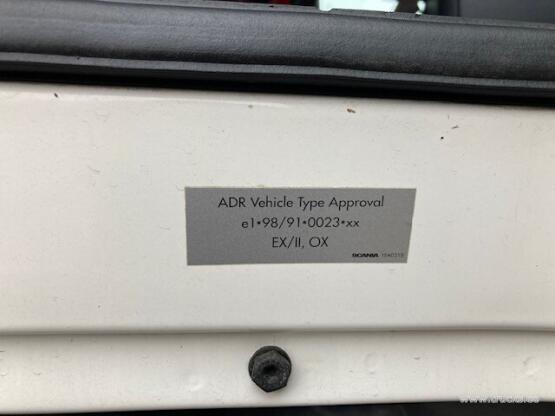 ADR Vehicle Type Approval
e1*98/91*0023*xx
EX/II, OX
SCANIA